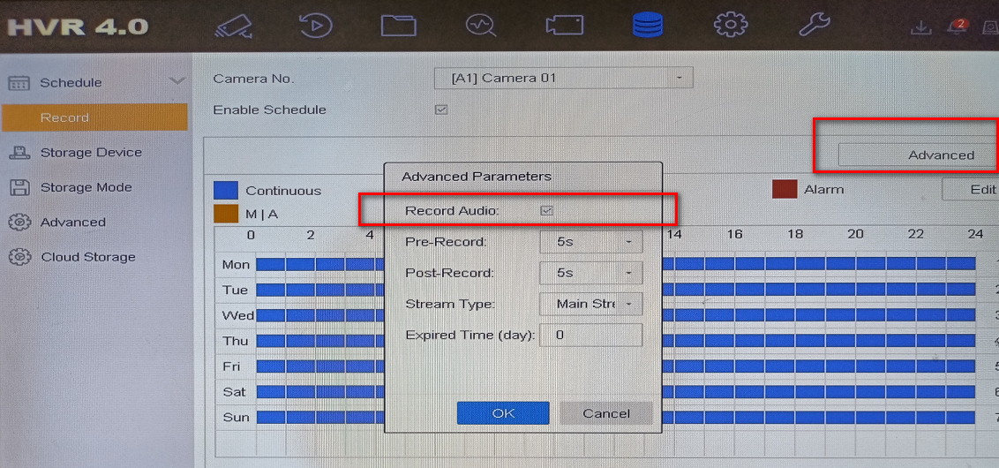 HVR 4.0
2
Schedule
Record
Storage Device
Storage Mode
Advanced
Cloud Storage
Camera No.
[A1] Camera 01
Enable Schedule
Advanced
Continuous
Alarm
Edit
M | A
0 2 4 14 16 18 20 22 24
Mon
Tue
Wed
Thu
Fri
Sat
Sun
Advanced Parameters
Record Audio:
Pre-Record: 5s
Post-Record: 5s
Stream Type: Main Stre
Expired Time (day): 0
OK Cancel